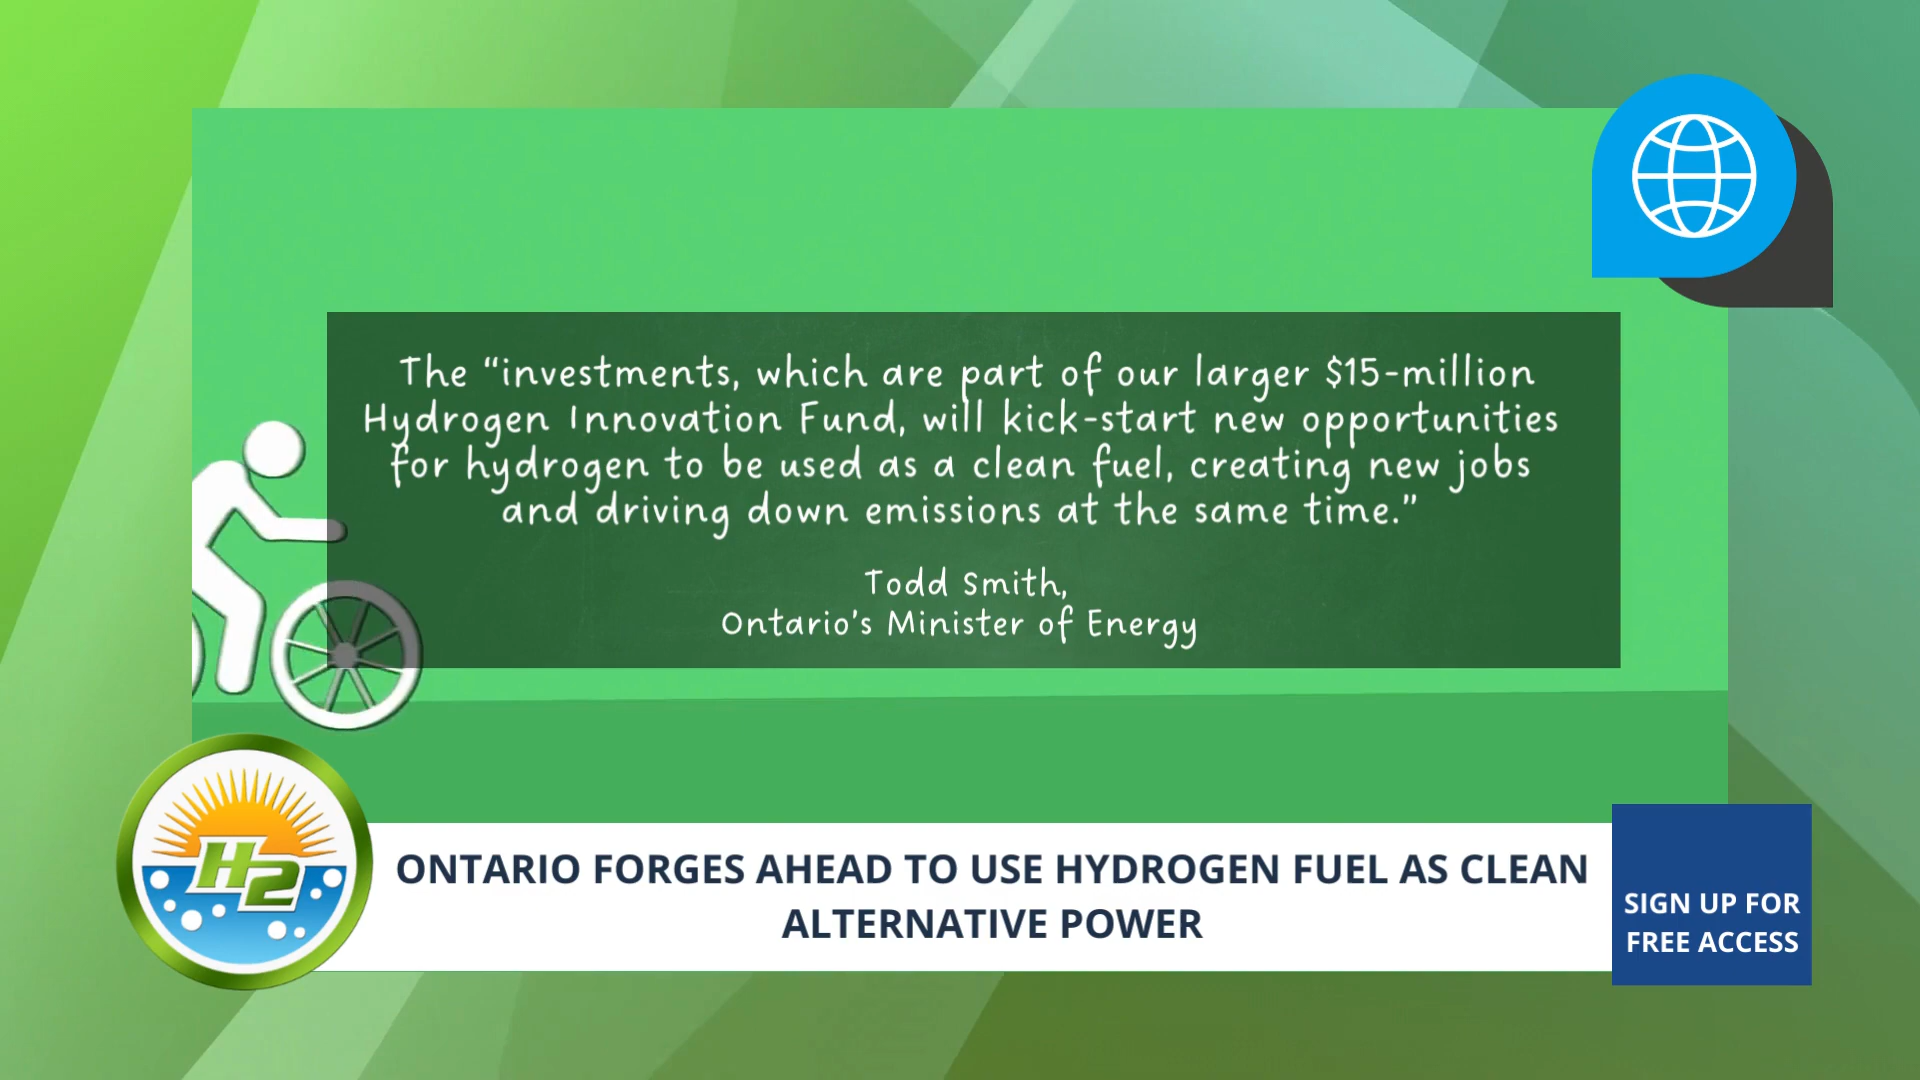 The “investments, which are part of our larger $15-million
Hydrogen Innovation Fund, will kick-start new opportunities
for hydrogen to be used as a clean fuel, creating new jobs
and driving down emissions at the same time.”
Todd Smith,
Ontario's Minister of Energy
H2
ONTARIO FORGES AHEAD TO USE HYDROGEN FUEL AS CLEAN
ALTERNATIVE POWER
SIGN UP FOR
FREE ACCESS